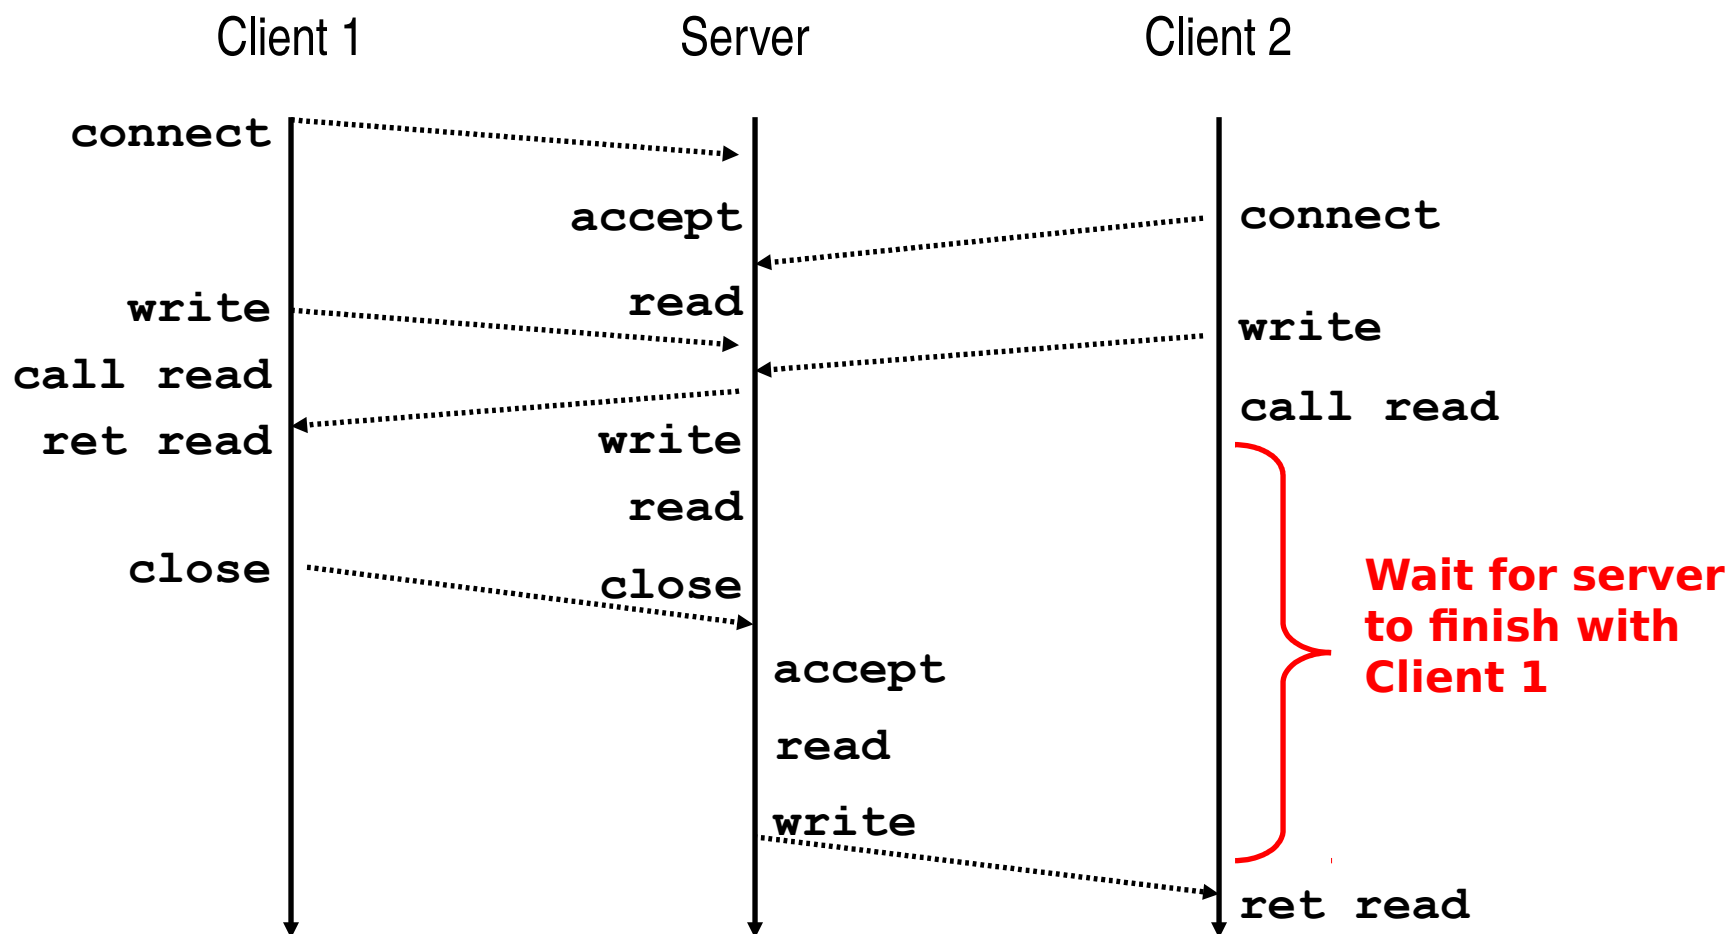 Client 1
Server
Client 2
connect
accept
connect
write
read
write
call read
call read
ret read
write
read
close
close
Wait for server
to finish with
Client 1
accept
read
write
ret read